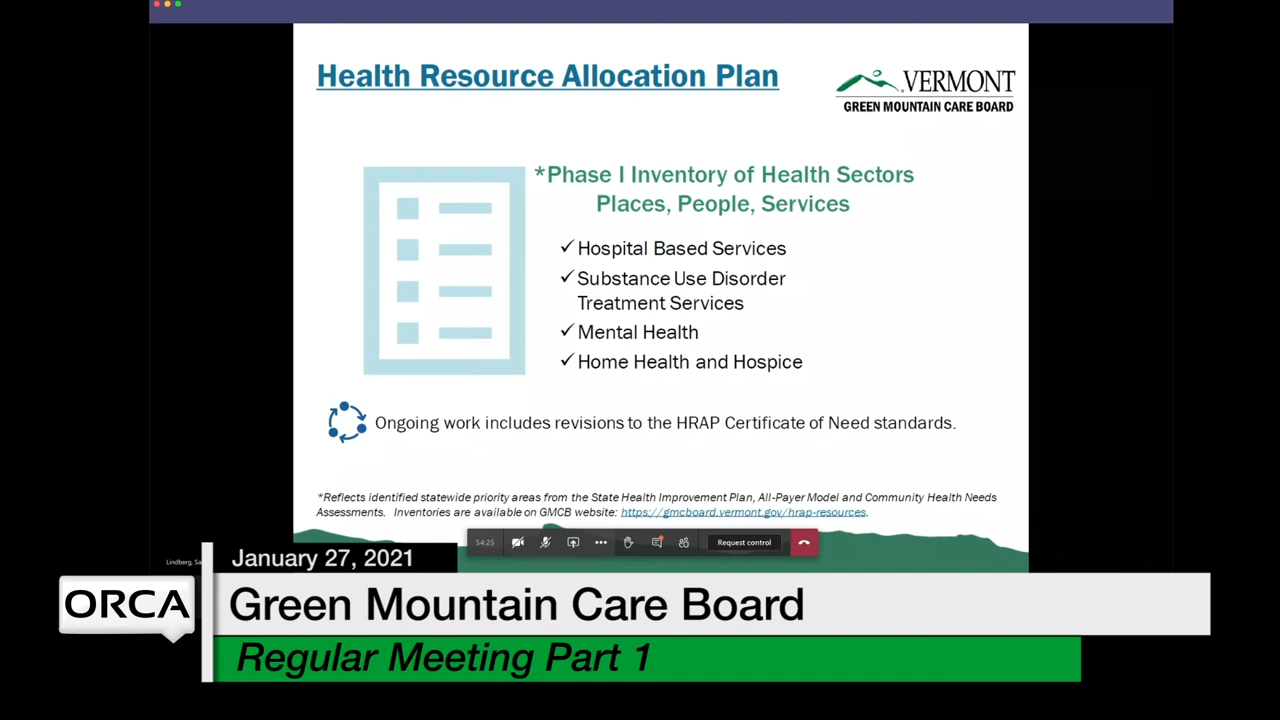 Health Resource Allocation Plan
VERMONT
GREEN MOUNTAIN CARE BOARD
*Phase I Inventory of Health Sectors
Places, People, Services
✓ Hospital Based Services
✓ Substance Use Disorder
Treatment Services
✓ Mental Health
✓ Home Health and Hospice
Ongoing work includes revisions to the HRAP Certificate of Need standards.
*Reflects identified statewide priority areas from the State Health Improvement Plan, All-Payer Model and Community Health Needs
Assessments. Inventories are available on GMCB website: https://gmcboard.vermont.gov/hrap-resources.
54:25
Request control
Lindberg,
January 27, 2021
ORCA
Green Mountain Care Board
Regular Meeting Part 1